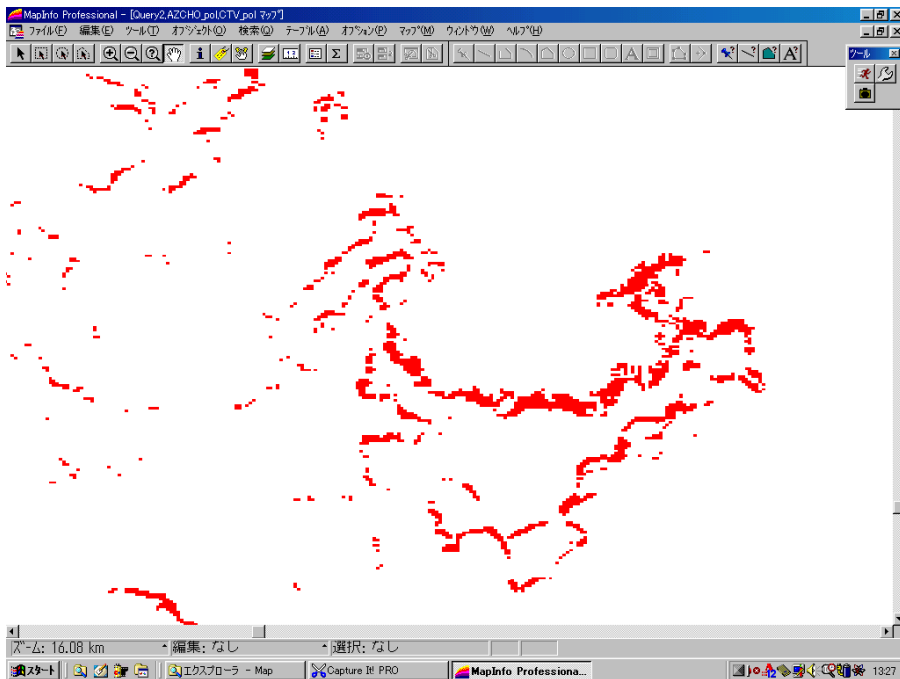 MapInfo Professional - [Query2,AZCHO_pol,CTV_pol マップ]
ファイル(F) 編集(E) ツール(T) オブジェクト(O) 検索(Q) テーブル(A) オプション(P) マップ(M) ウィンドウ(W) ヘルプ(H)
ツール
ズーム: 16.08 km 編集: なし 選択: なし
スタート エクスプローラ - Map Capture It! PRO MapInfo Professiona... 13:27